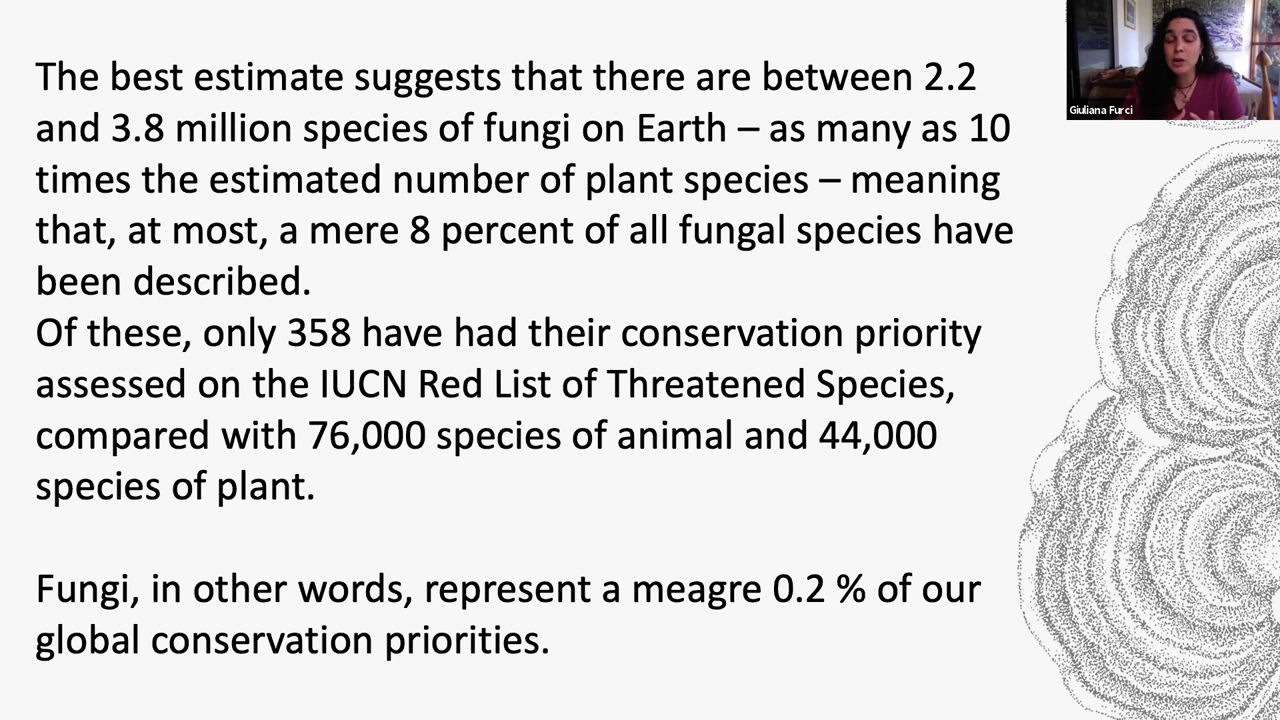 The best estimate suggests that there are between 2.2
and 3.8 million species of fungi on Earth – as many as 10
times the estimated number of plant species – meaning
that, at most, a mere 8 percent of all fungal species have
been described.
Of these, only 358 have had their conservation priority
assessed on the IUCN Red List of Threatened Species,
compared with 76,000 species of animal and 44,000
species of plant.
Fungi, in other words, represent a meagre 0.2 % of our
global conservation priorities.
Giuliana Furci